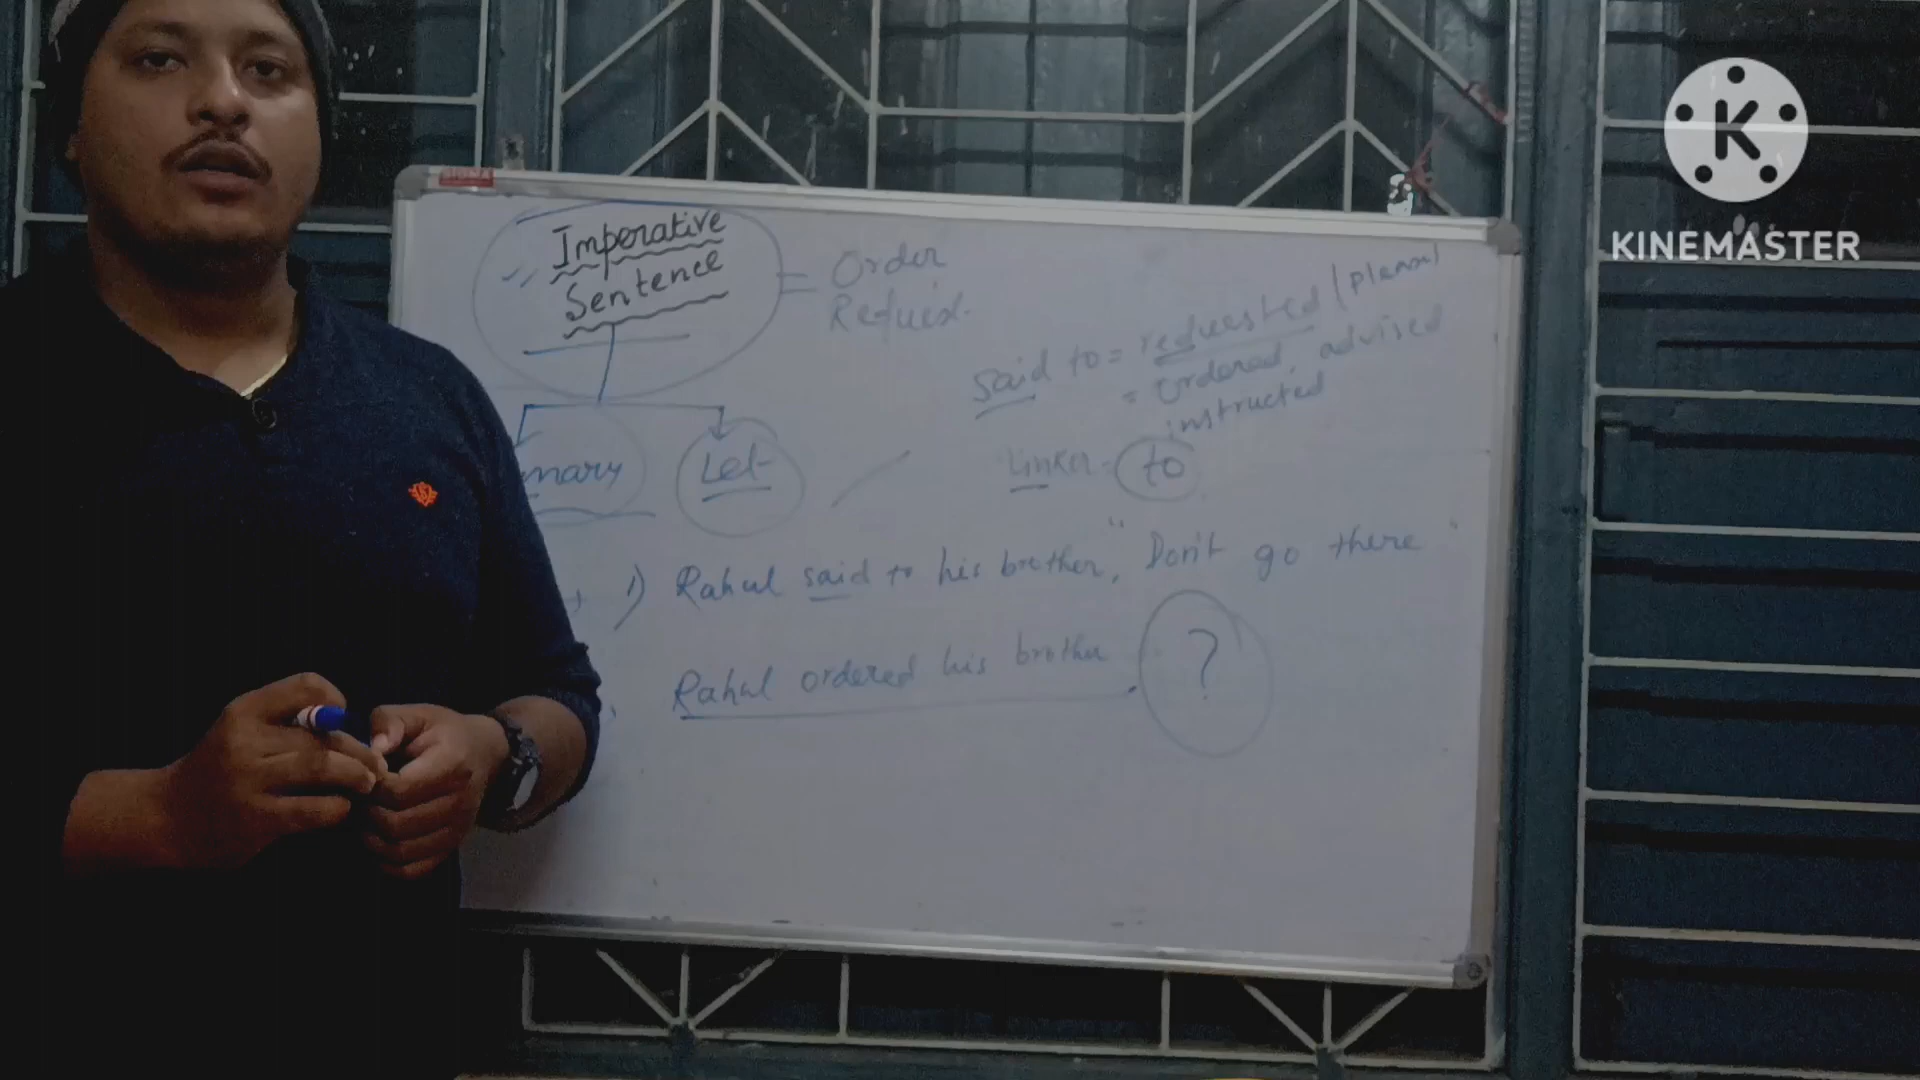 Imperative
Sentence
= Order
Request
said to = requested / please
= ordered, advised
instructed
Linker = to
mary
Let
1) Rahul said to his brother, "Don't go there"
Rahul ordered his brother ?
K
KINEMASTER